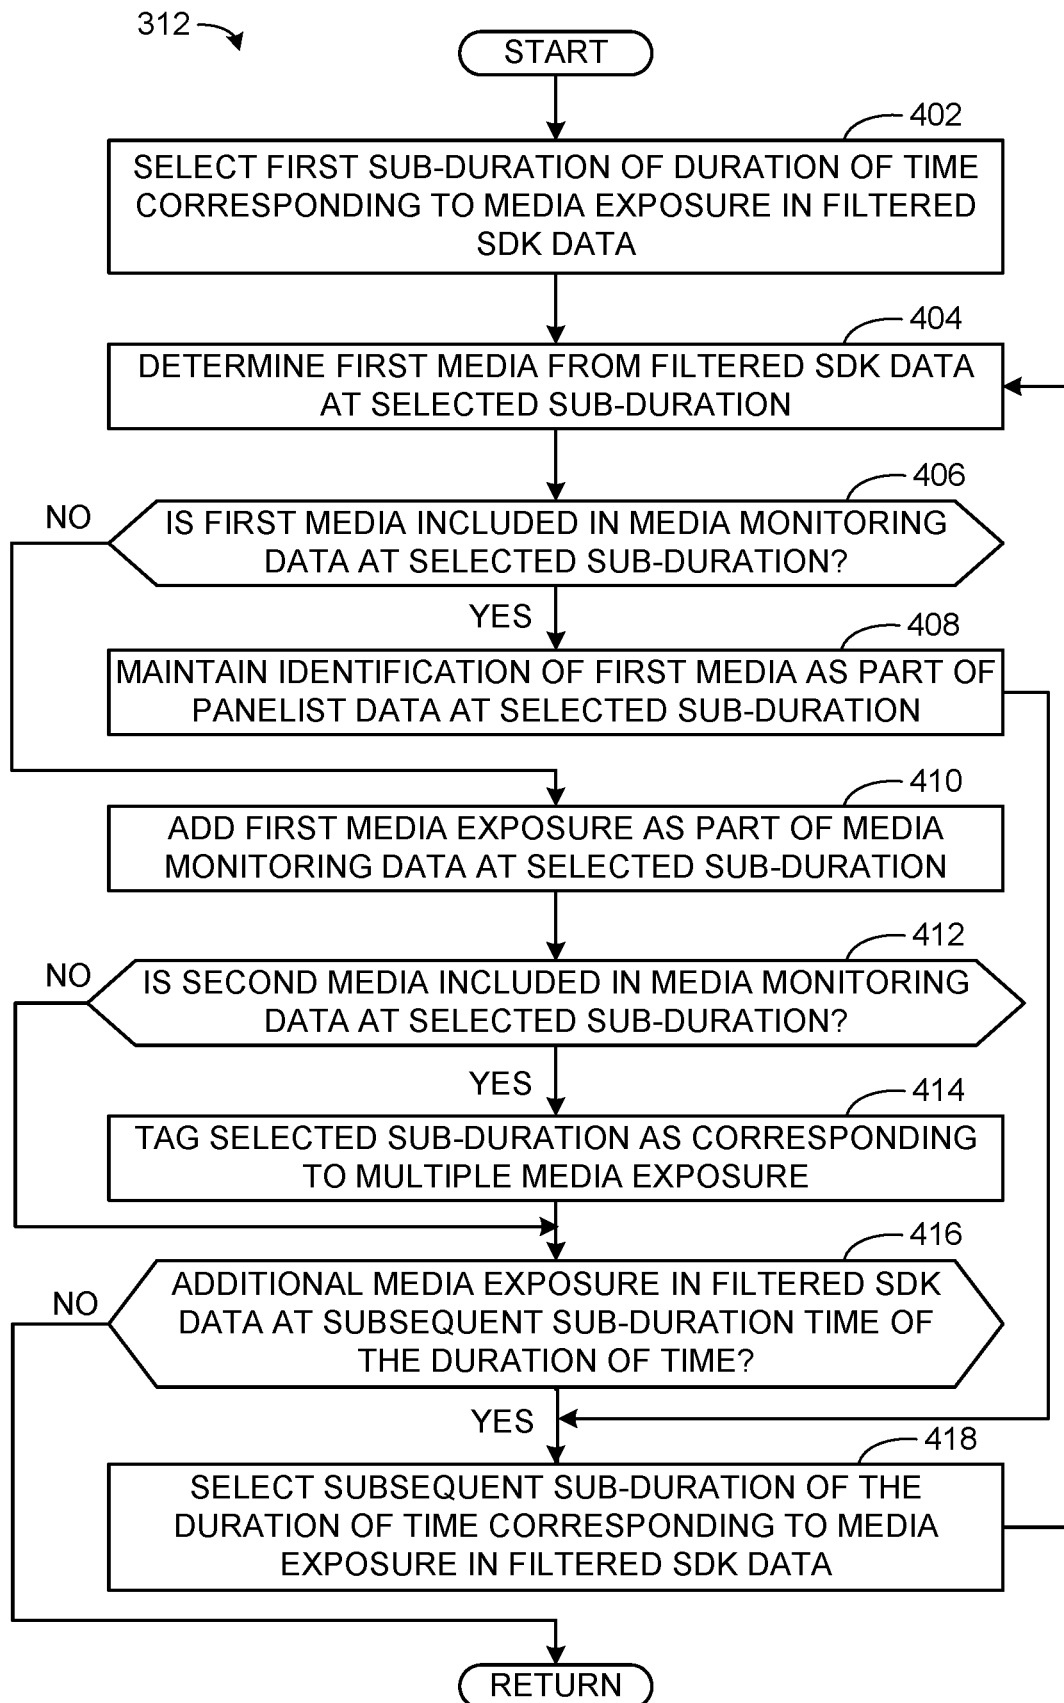 312
START
402
SELECT FIRST SUB-DURATION OF DURATION OF TIME
CORRESPONDING TO MEDIA EXPOSURE IN FILTERED
SDK DATA
404
DETERMINE FIRST MEDIA FROM FILTERED SDK DATA
AT SELECTED SUB-DURATION
406
NO
IS FIRST MEDIA INCLUDED IN MEDIA MONITORING
DATA AT SELECTED SUB-DURATION?
YES
408
MAINTAIN IDENTIFICATION OF FIRST MEDIA AS PART OF
PANELIST DATA AT SELECTED SUB-DURATION
410
ADD FIRST MEDIA EXPOSURE AS PART OF MEDIA
MONITORING DATA AT SELECTED SUB-DURATION
412
NO
IS SECOND MEDIA INCLUDED IN MEDIA MONITORING
DATA AT SELECTED SUB-DURATION?
YES
414
TAG SELECTED SUB-DURATION AS CORRESPONDING
TO MULTIPLE MEDIA EXPOSURE
416
NO
ADDITIONAL MEDIA EXPOSURE IN FILTERED SDK
DATA AT SUBSEQUENT SUB-DURATION TIME OF
THE DURATION OF TIME?
YES
418
SELECT SUBSEQUENT SUB-DURATION OF THE
DURATION OF TIME CORRESPONDING TO MEDIA
EXPOSURE IN FILTERED SDK DATA
RETURN